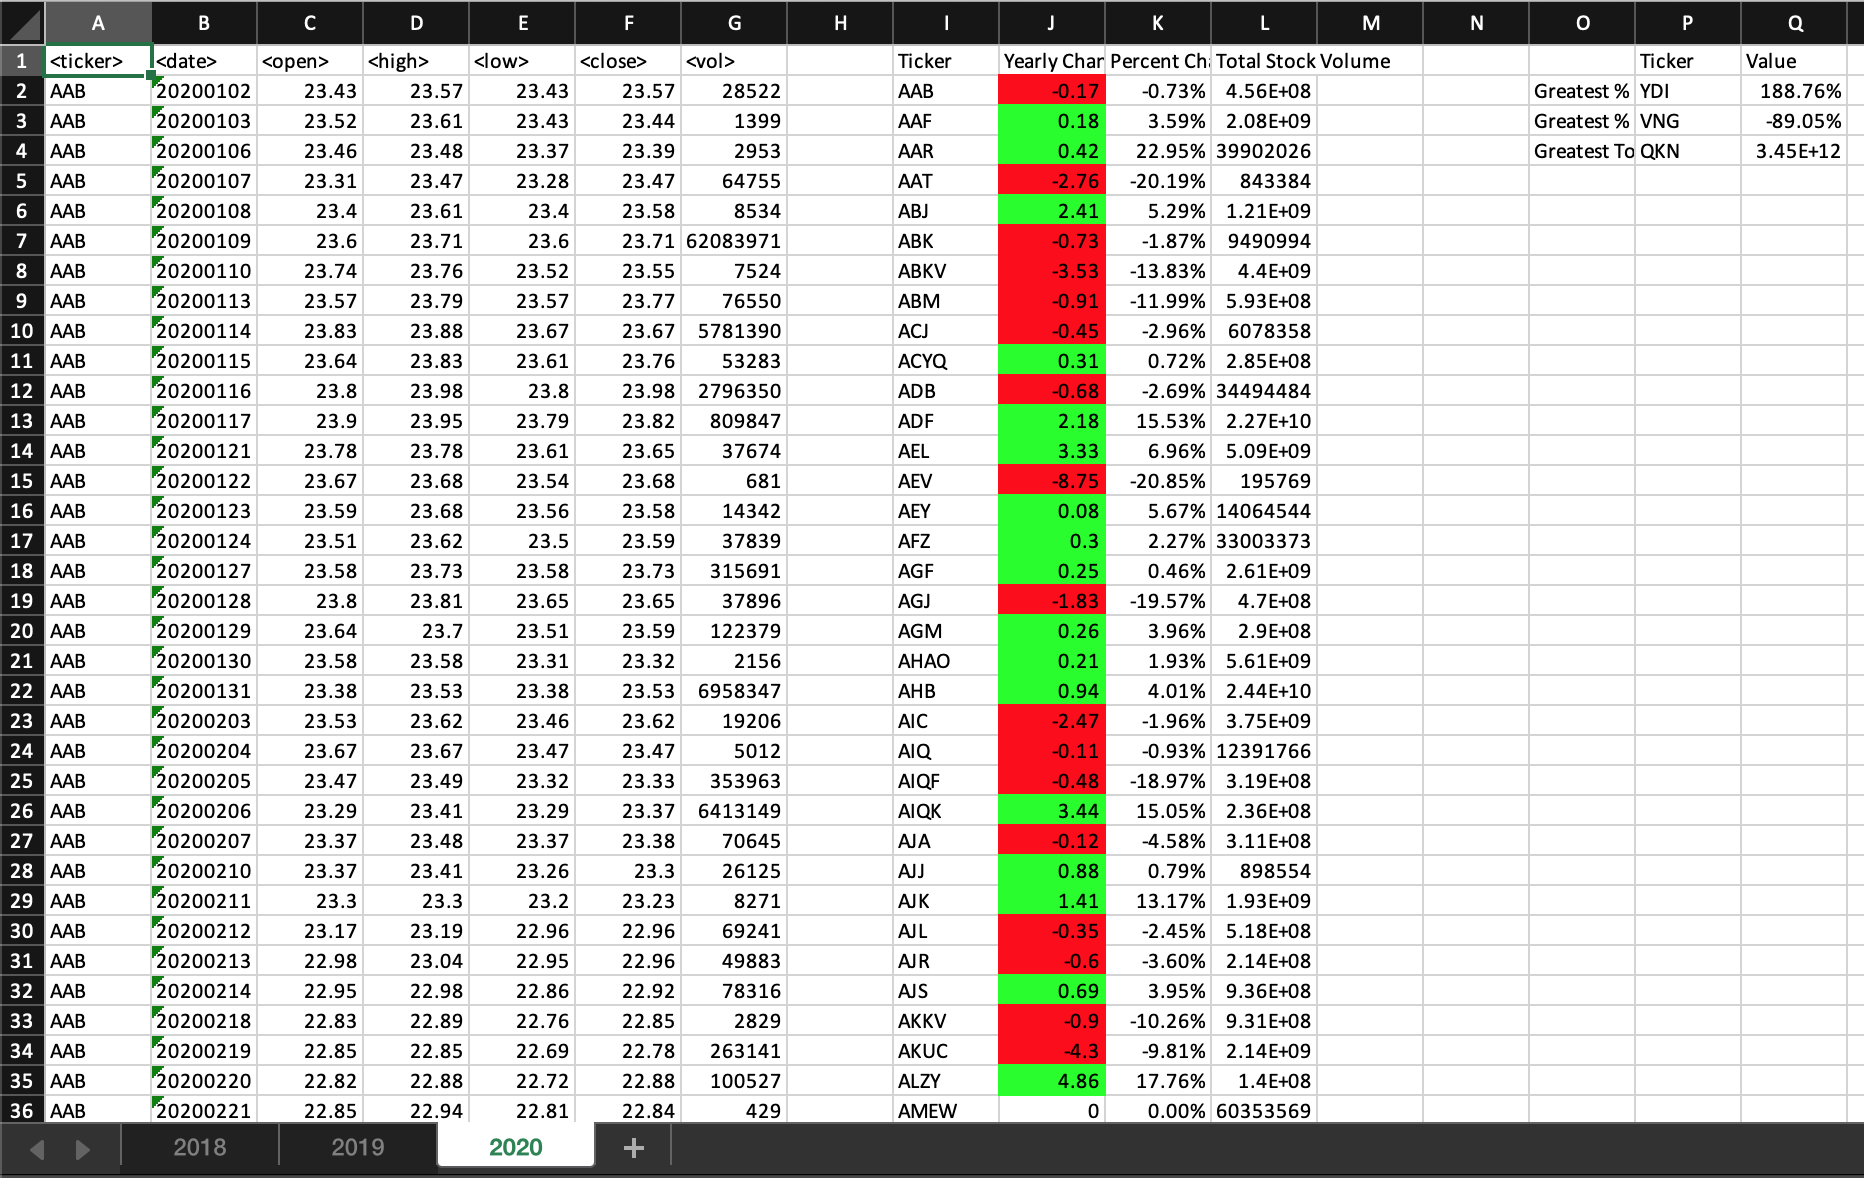 A B C D E F G H I J K L M N O P Q
1 <ticker> <date> <open> <high> <low> <close> <vol> Ticker Yearly Char Percent Ch Total Stock Volume Ticker Value
2 AAB 20200102 23.43 23.57 23.43 23.57 28522 AAB -0.17 -0.73% 4.56E+08 Greatest % YDI 188.76%
3 AAB 20200103 23.52 23.61 23.43 23.44 1399 AAF 0.18 3.59% 2.08E+09 Greatest % VNG -89.05%
4 AAB 20200106 23.46 23.48 23.37 23.39 2953 AAR 0.42 22.95% 39902026 Greatest To QKN 3.45E+12
5 AAB 20200107 23.31 23.47 23.28 23.47 64755 AAT -2.76 -20.19% 843384
6 AAB 20200108 23.4 23.61 23.4 23.58 8534 ABJ 2.41 5.29% 1.21E+09
7 AAB 20200109 23.6 23.71 23.6 23.71 62083971 ABK -0.73 -1.87% 9490994
8 AAB 20200110 23.74 23.76 23.52 23.55 7524 ABKV -3.53 -13.83% 4.4E+09
9 AAB 20200113 23.57 23.79 23.57 23.77 76550 ABM -0.91 -11.99% 5.93E+08
10 AAB 20200114 23.83 23.88 23.67 23.67 5781390 ACJ -0.45 -2.96% 6078358
11 AAB 20200115 23.64 23.83 23.61 23.76 53283 ACYQ 0.31 0.72% 2.85E+08
12 AAB 20200116 23.8 23.98 23.8 23.98 2796350 ADB -0.68 -2.69% 34494484
13 AAB 20200117 23.9 23.95 23.79 23.82 809847 ADF 2.18 15.53% 2.27E+10
14 AAB 20200121 23.78 23.78 23.61 23.65 37674 AEL 3.33 6.96% 5.09E+09
15 AAB 20200122 23.67 23.68 23.54 23.68 681 AEV -8.75 -20.85% 195769
16 AAB 20200123 23.59 23.68 23.56 23.58 14342 AEY 0.08 5.67% 14064544
17 AAB 20200124 23.51 23.62 23.5 23.59 37839 AFZ 0.3 2.27% 33003373
18 AAB 20200127 23.58 23.73 23.58 23.73 315691 AGF 0.25 0.46% 2.61E+09
19 AAB 20200128 23.8 23.81 23.65 23.65 37896 AGJ -1.83 -19.57% 4.7E+08
20 AAB 20200129 23.64 23.7 23.51 23.59 122379 AGM 0.26 3.96% 2.9E+08
21 AAB 20200130 23.58 23.58 23.31 23.32 2156 AHAO 0.21 1.93% 5.61E+09
22 AAB 20200131 23.38 23.53 23.38 23.53 6958347 AHB 0.94 4.01% 2.44E+10
23 AAB 20200203 23.53 23.62 23.46 23.62 19206 AIC -2.47 -1.96% 3.75E+09
24 AAB 20200204 23.67 23.67 23.47 23.47 5012 AIQ -0.11 -0.93% 12391766
25 AAB 20200205 23.47 23.49 23.32 23.33 353963 AIQF -0.48 -18.97% 3.19E+08
26 AAB 20200206 23.29 23.41 23.29 23.37 6413149 AIQK 3.44 15.05% 2.36E+08
27 AAB 20200207 23.37 23.48 23.37 23.38 70645 AJA -0.12 -4.58% 3.11E+08
28 AAB 20200210 23.37 23.41 23.26 23.3 26125 AJJ 0.88 0.79% 898554
29 AAB 20200211 23.3 23.3 23.2 23.23 8271 AJK 1.41 13.17% 1.93E+09
30 AAB 20200212 23.17 23.19 22.96 22.96 69241 AJL -0.35 -2.45% 5.18E+08
31 AAB 20200213 22.98 23.04 22.95 22.96 49883 AJR -0.6 -3.60% 2.14E+08
32 AAB 20200214 22.95 22.98 22.86 22.92 78316 AJS 0.69 3.95% 9.36E+08
33 AAB 20200218 22.83 22.89 22.76 22.85 2829 AKKV -0.9 -10.26% 9.31E+08
34 AAB 20200219 22.85 22.85 22.69 22.78 263141 AKUC -4.3 -9.81% 2.14E+09
35 AAB 20200220 22.82 22.88 22.72 22.88 100527 ALZY 4.86 17.76% 1.4E+08
36 AAB 20200221 22.85 22.94 22.81 22.84 429 AMEW 0 0.00% 60353569
2018 2019 2020 +